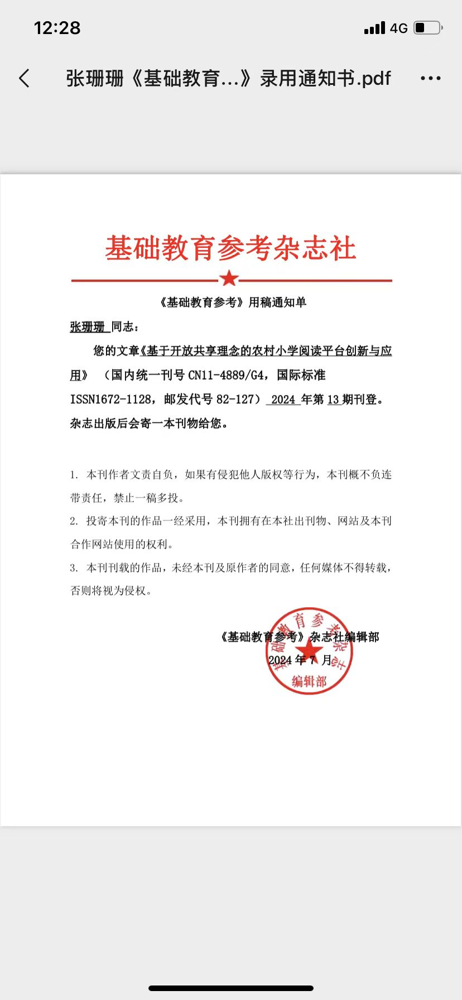 12:28
4G
张珊珊《基础教育...》录用通知书.pdf
基础教育参考杂志社
《基础教育参考》用稿通知单
张珊珊 同志：
您的文章《基于开放共享理念的农村小学阅读平台创新与应
用》 （国内统一刊号 CN11-4889/G4，国际标准
ISSN1672-1128，邮发代号 82-127） 2024 年第 13 期刊登。
杂志出版后会寄一本刊物给您。
1. 本刊作者文责自负，如果有侵犯他人版权等行为，本刊概不负连
带责任，禁止一稿多投。
2. 投寄本刊的作品一经采用，本刊拥有在本社出刊物、网站及本刊
合作网站使用的权利。
3. 本刊刊载的作品，未经本刊及原作者的同意，任何媒体不得转载，
否则将视为侵权。
《基础教育参考》杂志社编辑部
2024 年 7 月
基础教育参考杂志社
编辑部